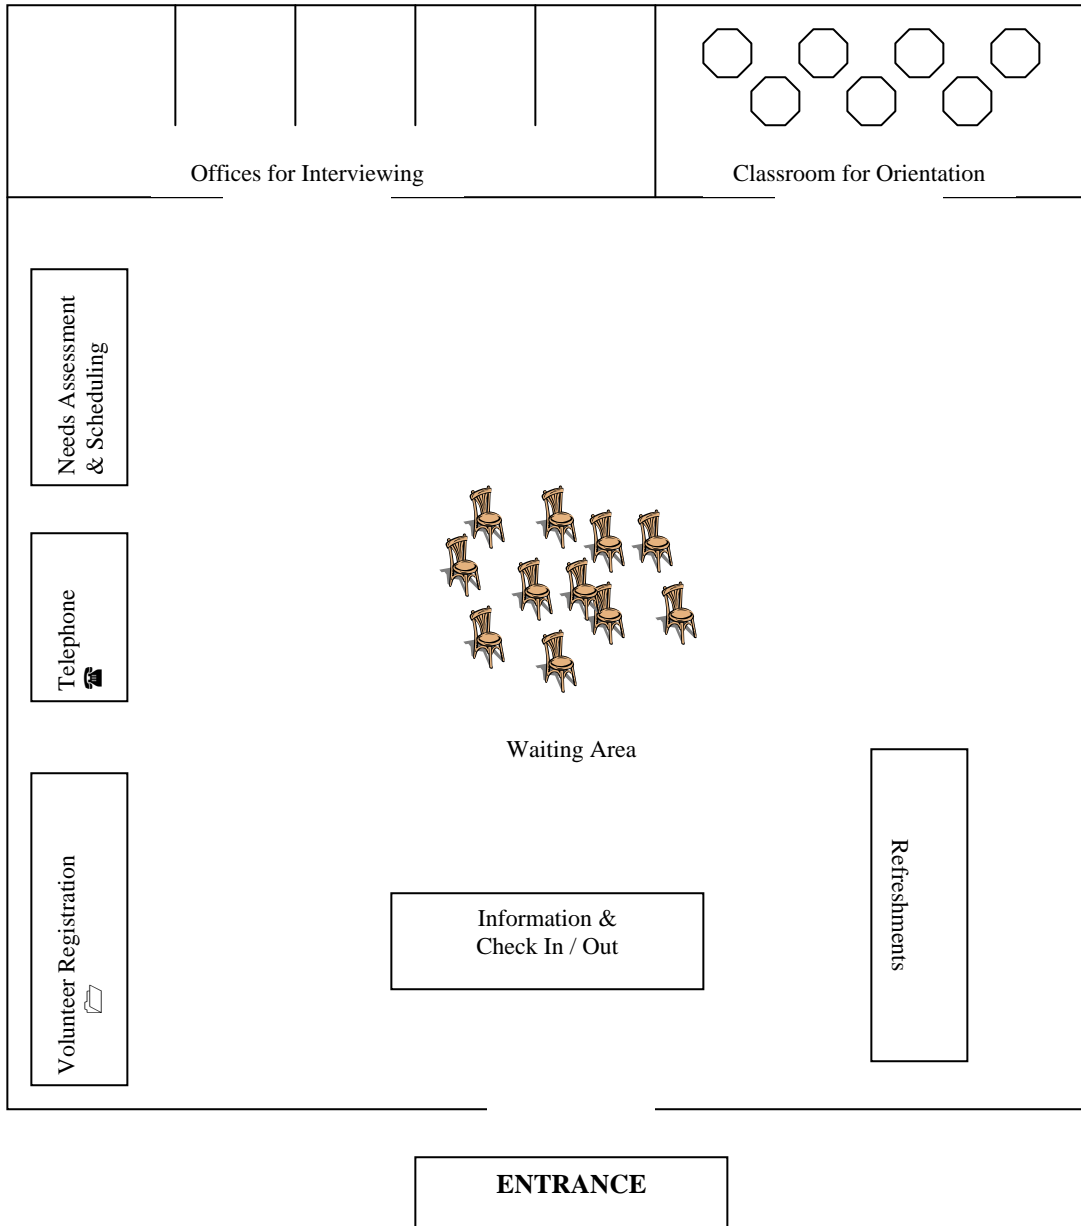 Offices for Interviewing
Classroom for Orientation
Needs Assessment
& Scheduling
Telephone
Waiting Area
Volunteer Registration
Information &
Check In / Out
Refreshments
ENTRANCE